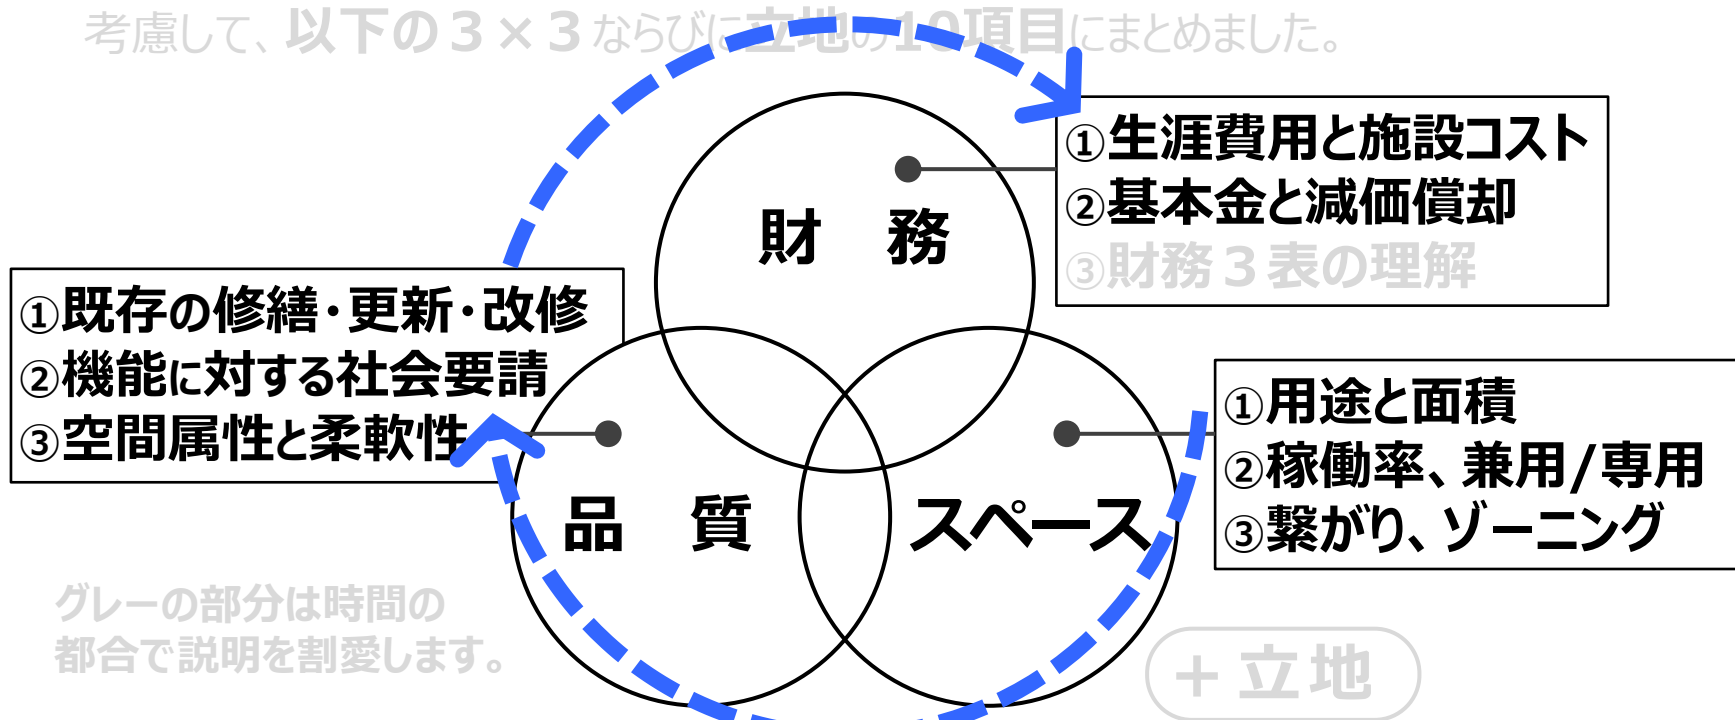 考慮して、以下の3×3ならびに立地の10項目にまとめました。
①生涯費用と施設コスト
②基本金と減価償却
③財務3表の理解
財 務
①既存の修繕・更新・改修
②機能に対する社会要請
③空間属性と柔軟性
①用途と面積
②稼働率、兼用/専用
③繋がり、ゾーニング
品 質
スペース
グレーの部分は時間の
都合で説明を割愛します。
+立地